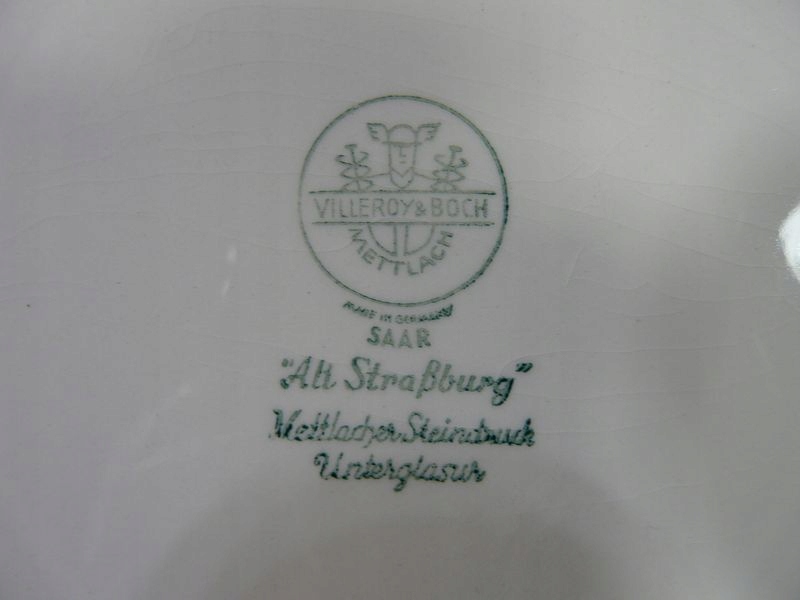 VILLEROY & BOCH
METTLACH
MADE IN GERMANY
SAAR
"Alt Straßburg"
Mettlacher Steindruck
Unterglasur